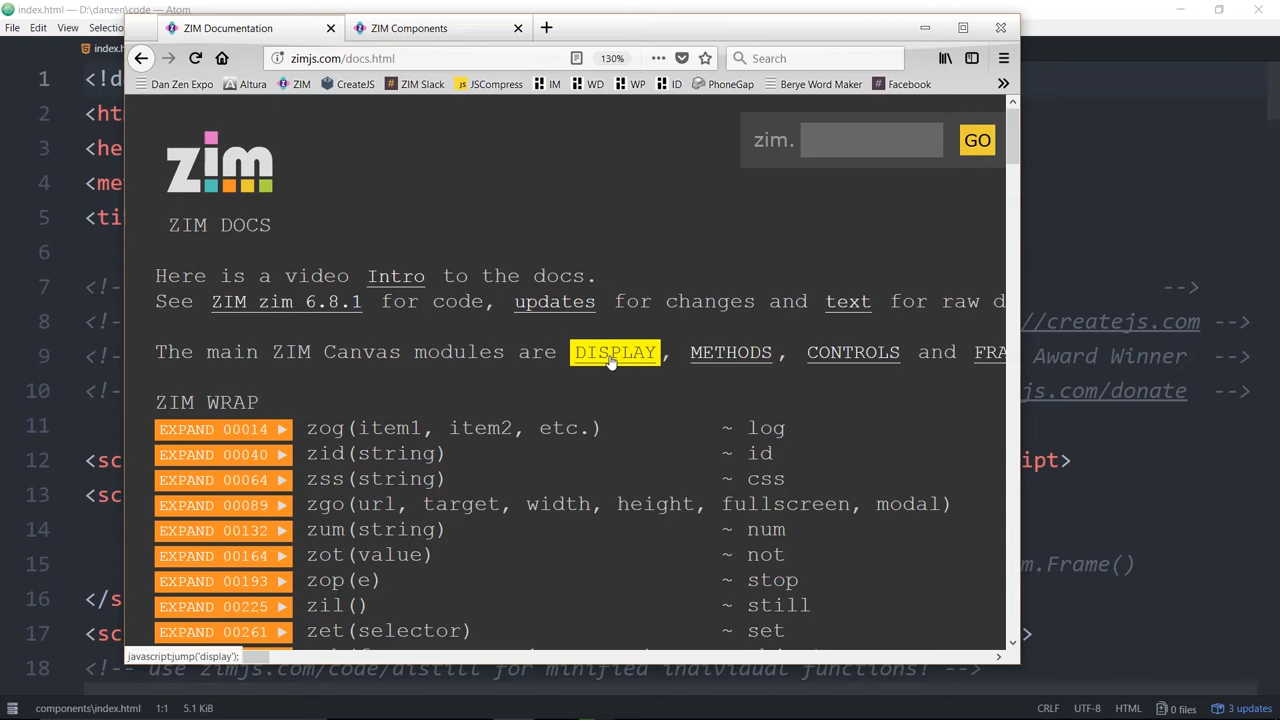 index.html — D:\danzen\code — Atom
File Edit View Selection
ZIM Documentation
ZIM Components
zimjs.com/docs.html
130%
Search
Dan Zen Expo
Altura
ZIM
CreateJS
ZIM Slack
JSCompress
IM
WD
WP
ID
PhoneGap
Berye Word Maker
Facebook
zim. GO
zim
ZIM DOCS
Here is a video Intro to the docs.
See ZIM zim 6.8.1 for code, updates for changes and text for raw d
The main ZIM Canvas modules are DISPLAY, METHODS, CONTROLS and FRA
ZIM WRAP
EXPAND 00014 zog(item1, item2, etc.) ~ log
EXPAND 00040 zid(string) ~ id
EXPAND 00064 zss(string) ~ css
EXPAND 00089 zgo(url, target, width, height, fullscreen, modal)
EXPAND 00132 zum(string) ~ num
EXPAND 00164 zot(value) ~ not
EXPAND 00193 zop(e) ~ stop
EXPAND 00225 zil() ~ still
EXPAND 00261 zet(selector) ~ set
javascript:jump('display');
index.h
1 <!d
2 <ht
3 <he
4 <me
5 <ti
6
7 <!- -->
8 <!- //createjs.com -->
9 <!- Award Winner -->
10 <!- js.com/donate -->
11
12 <sc ipt>
13 <sc
14
15 m.Frame()
16 </s
17 <sc >
18 <!-- use zimjs.com/code/distill for minified individual functions! -->
components\index.html 1:1 5.1 KiB CRLF UTF-8 HTML 0 files 3 updates